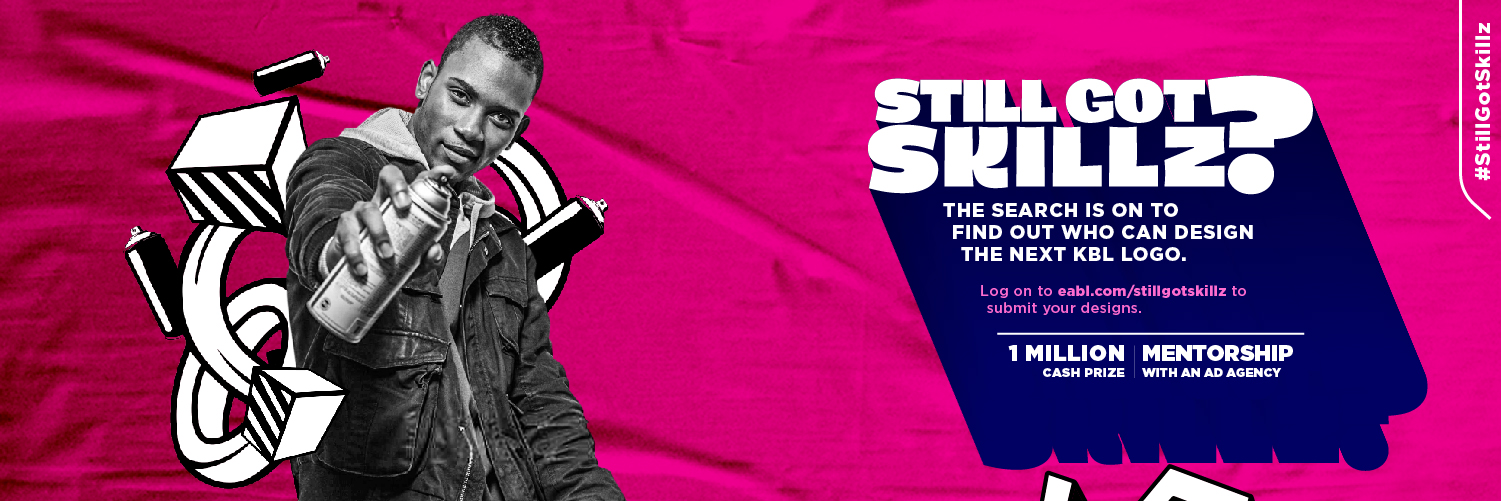 STILL GOT
SKILLZ?
THE SEARCH IS ON TO
FIND OUT WHO CAN DESIGN
THE NEXT KBL LOGO.
Log on to eabl.com/stillgotskillz to
submit your designs.
1 MILLION
CASH PRIZE
MENTORSHIP
WITH AN AD AGENCY
#StillGotSkillz